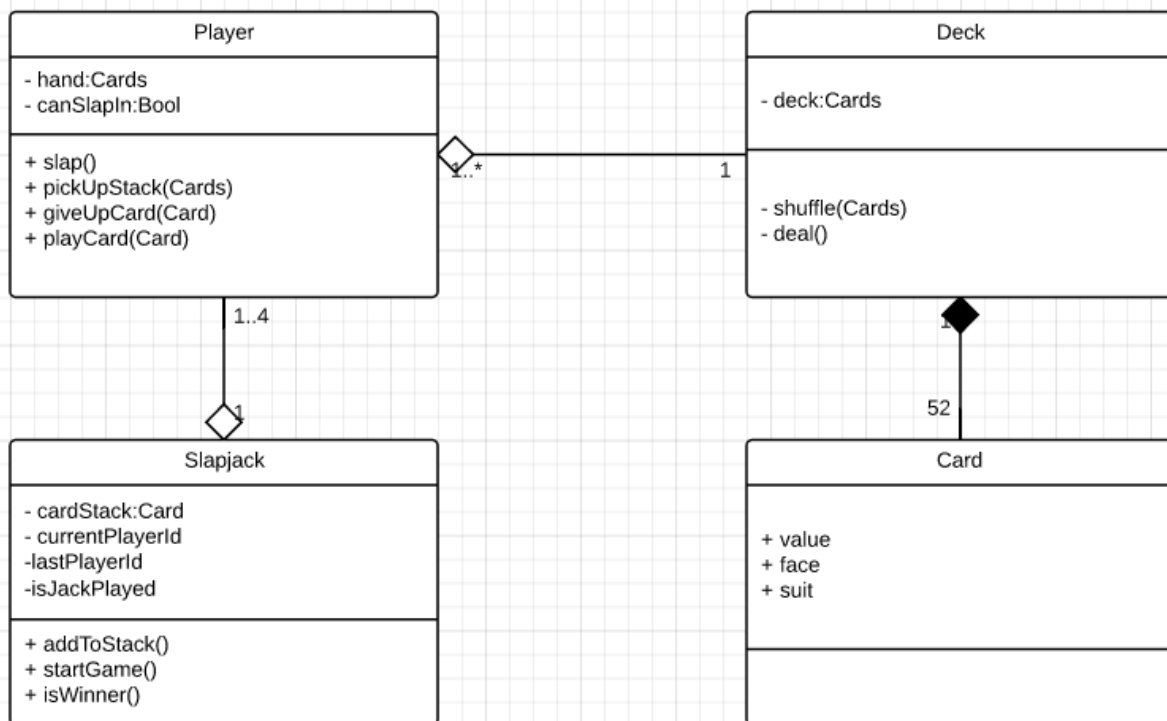 Player
- hand:Cards
- canSlapIn:Bool
+ slap()
+ pickUpStack(Cards)
+ giveUpCard(Card)
+ playCard(Card)
1..*
1
Deck
- deck:Cards
- shuffle(Cards)
- deal()
1..4
1
1
52
Slapjack
- cardStack:Card
- currentPlayerId
-lastPlayerId
-isJackPlayed
+ addToStack()
+ startGame()
+ isWinner()
Card
+ value
+ face
+ suit